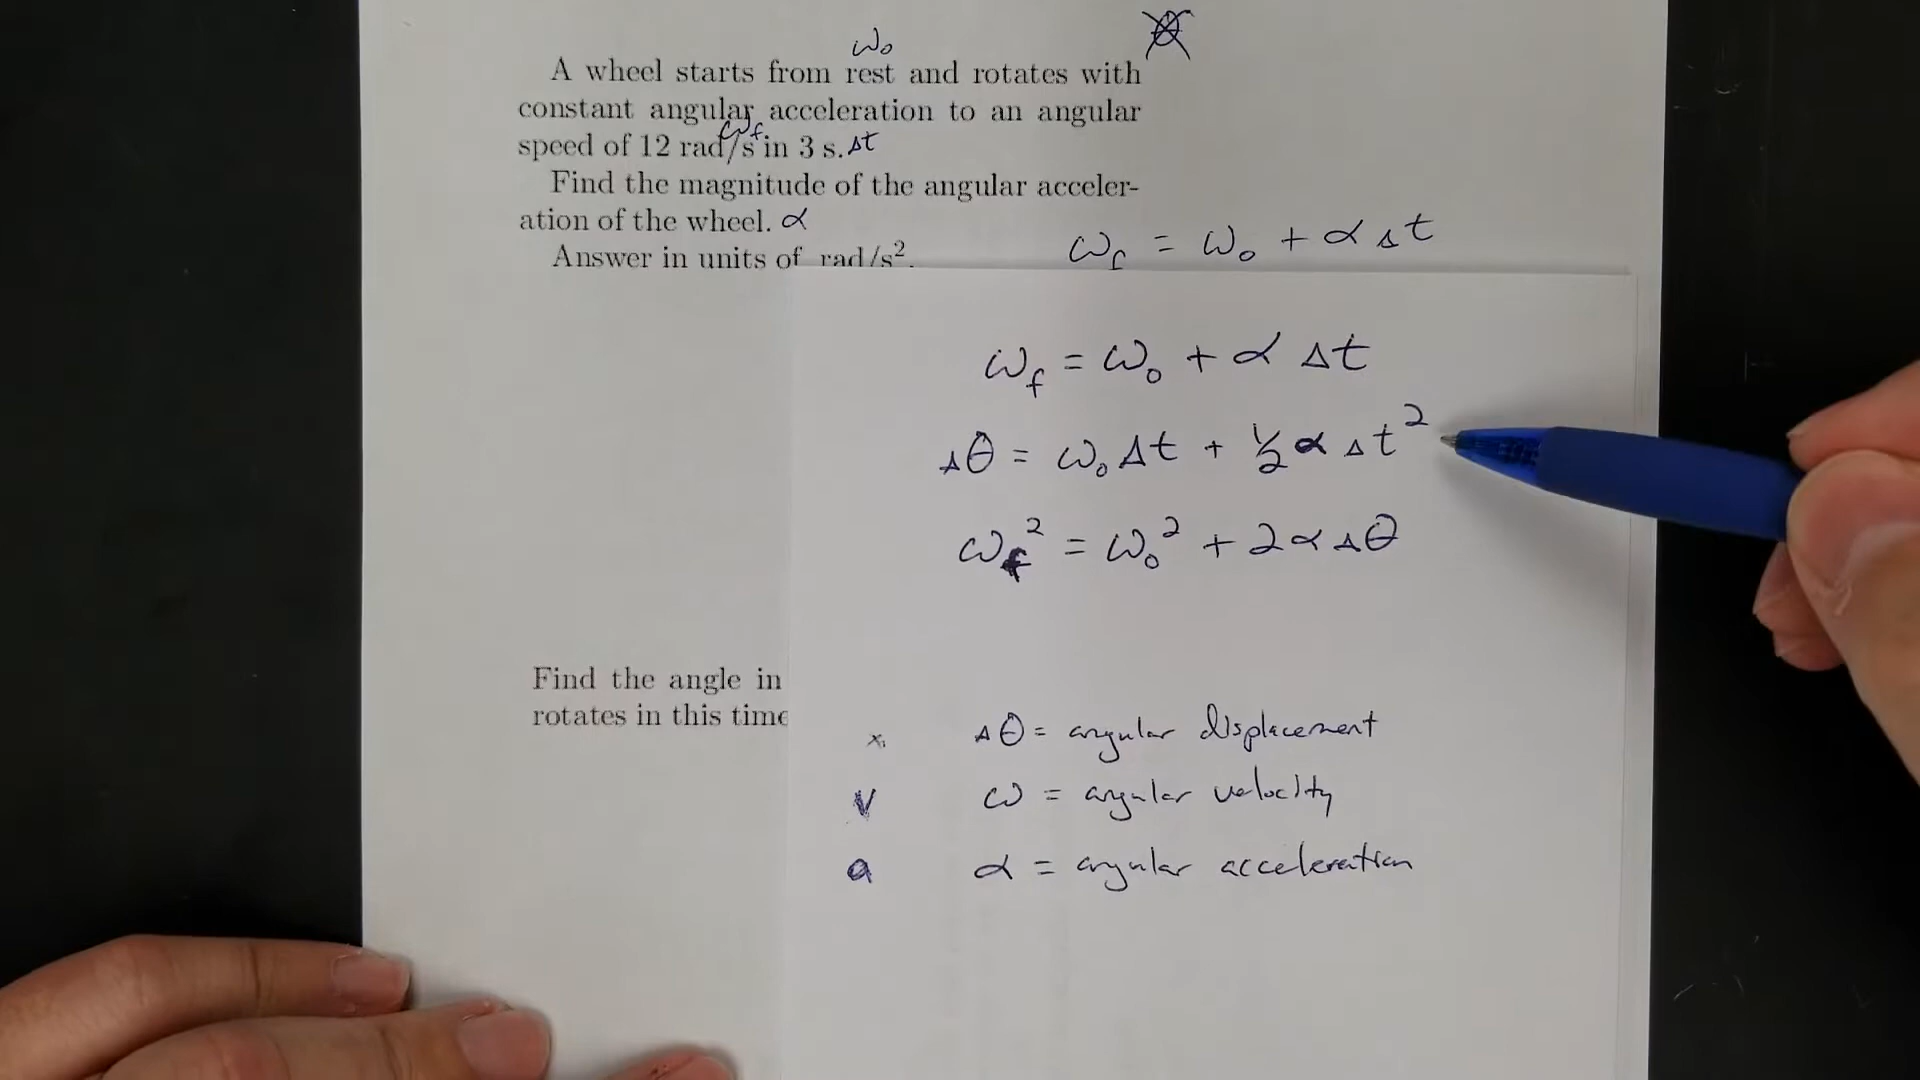 ω₀
A wheel starts from rest and rotates with
constant angular acceleration to an angular
ωf
speed of 12 rad/s in 3 s. Δt
Find the magnitude of the angular acceler-
ation of the wheel. α
Answer in units of rad/s².
ωf = ω₀ + α Δt
ωf = ω₀ + α Δt
Δθ = ω₀ Δt + ½ α Δt²
ωf² = ω₀² + 2α Δθ
Find the angle in
rotates in this time
x Δθ = angular displacement
v ω = angular velocity
a α = angular acceleration